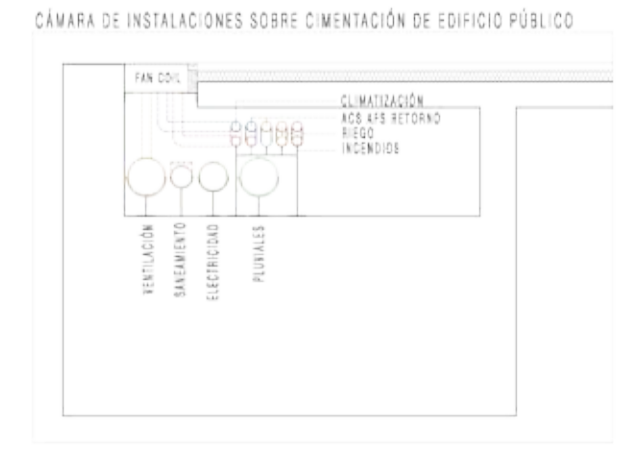 CÁMARA DE INSTALACIONES SOBRE CIMENTACIÓN DE EDIFICIO PÚBLICO
FAN COIL
CLIMATIZACIÓN
ACS AFS RETORNO
RIEGO
INCENDIOS
VENTILACIÓN
SANEAMIENTO
ELECTRICIDAD
PLUVIALES